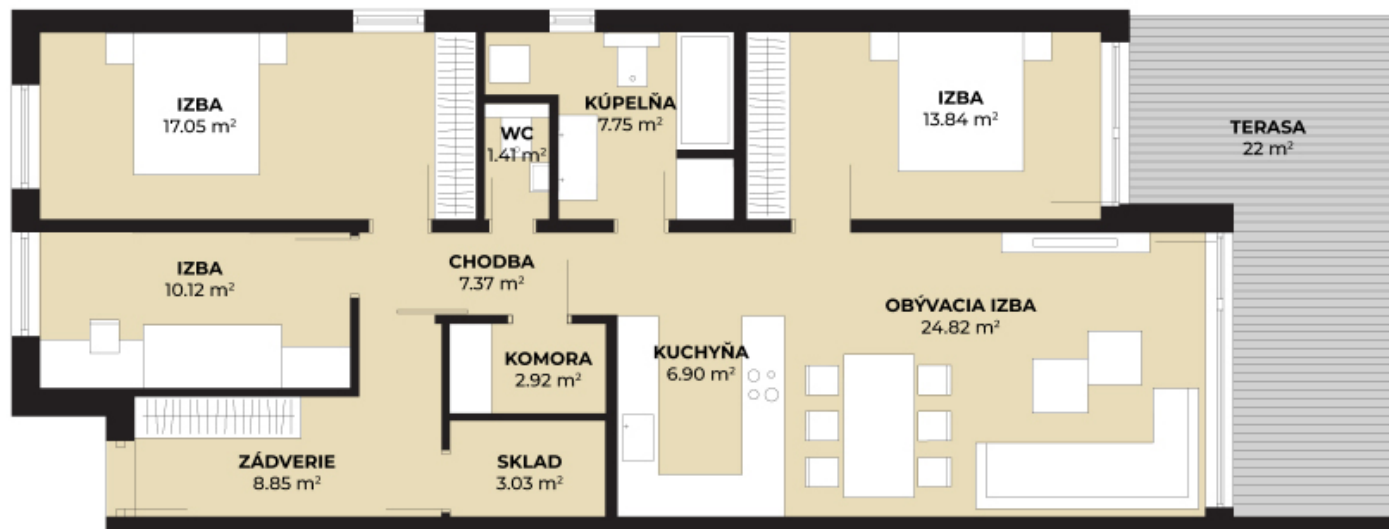 IZBA
17.05 m²
WC
1.41 m²
KÚPELŇA
7.75 m²
IZBA
13.84 m²
TERASA
22 m²
IZBA
10.12 m²
CHODBA
7.37 m²
OBÝVACIA IZBA
24.82 m²
KOMORA
2.92 m²
KUCHYŇA
6.90 m²
ZÁDVERIE
8.85 m²
SKLAD
3.03 m²